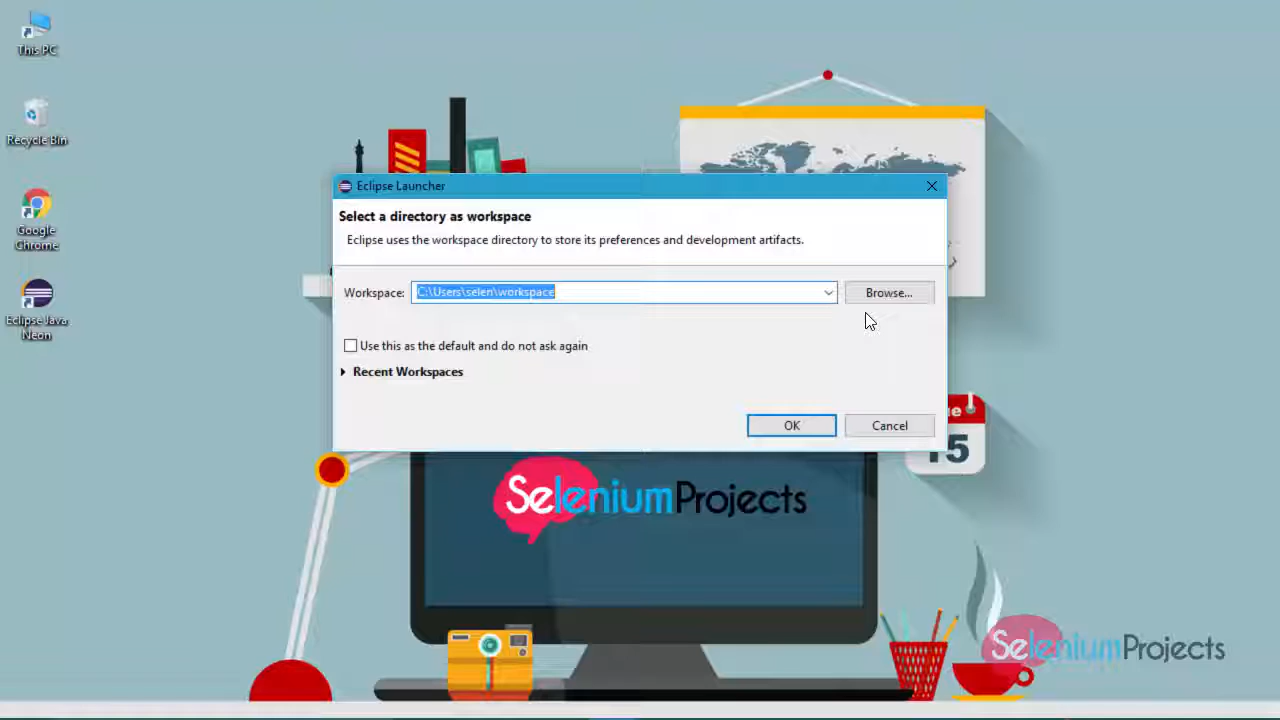 This PC
Recycle Bin
Google
Chrome
Eclipse Java
Neon
Eclipse Launcher
Select a directory as workspace
Eclipse uses the workspace directory to store its preferences and development artifacts.
Workspace:
C:\Users\selen\workspace
Browse...
Use this as the default and do not ask again
Recent Workspaces
OK
Cancel
ue
15
SeleniumProjects
SeleniumProjects